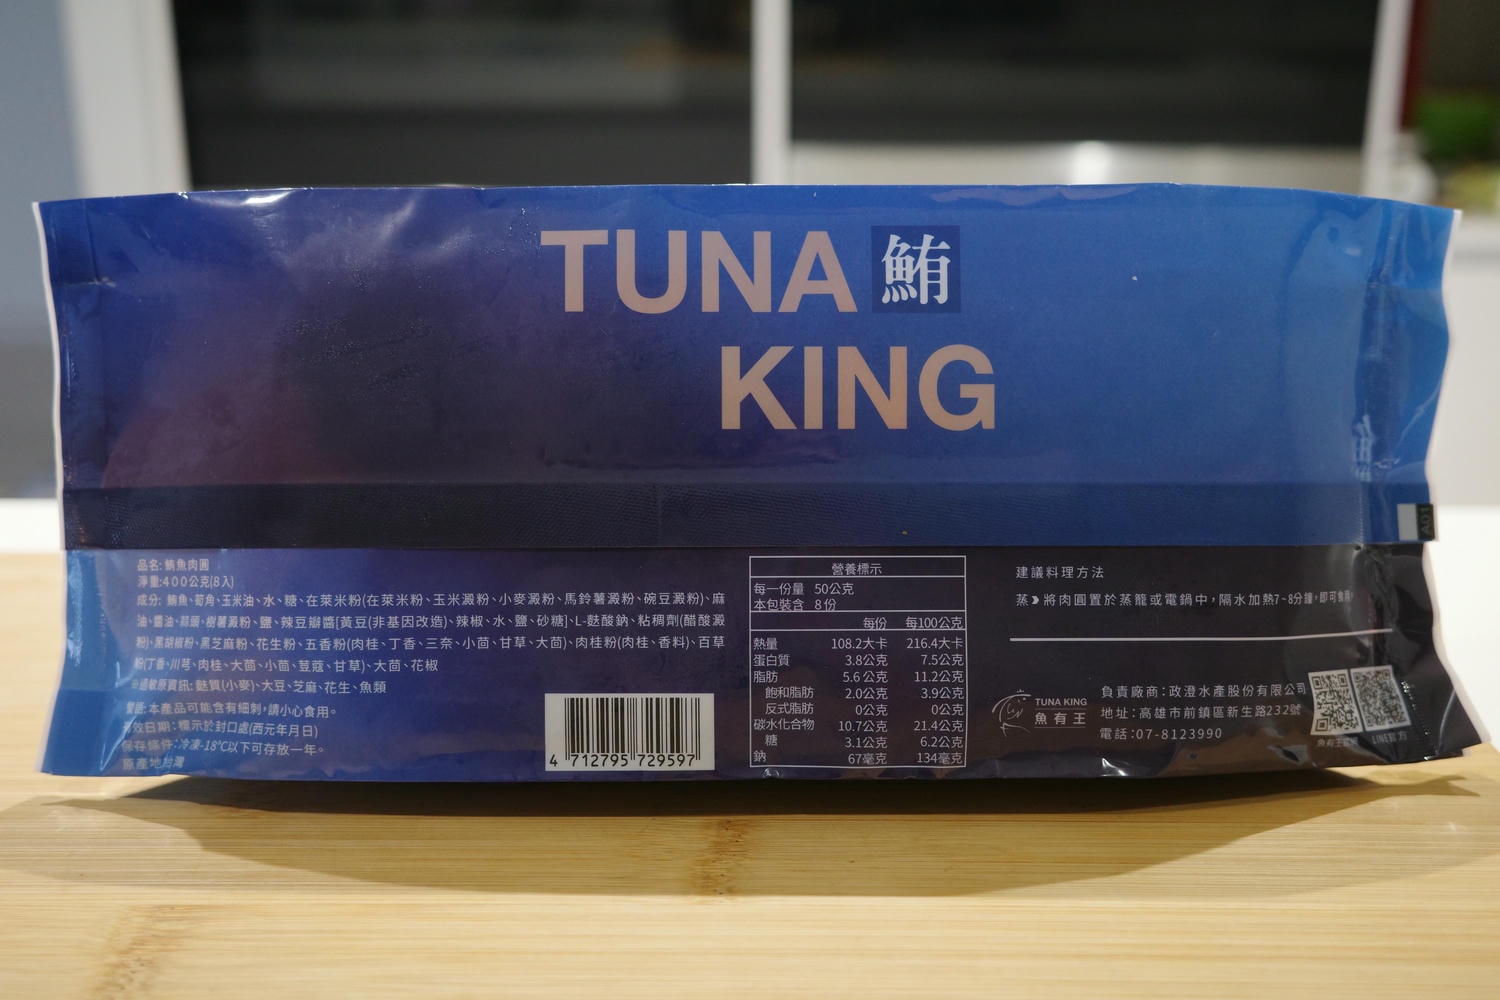 TUNA 鮪
KING
A01
品名: 鮪魚肉圓
淨重:400公克(8入)
成分: 鮪魚、筍角、玉米油、水、糖、在萊米粉(在萊米粉、玉米澱粉、小麥澱粉、馬鈴薯澱粉、碗豆澱粉)、麻
油、醬油、蒜頭、樹薯澱粉、鹽、辣豆瓣醬[黃豆(非基因改造)、辣椒、水、鹽、砂糖]、L-麩酸鈉、粘稠劑(醋酸澱
粉)、黑胡椒粉、黑芝麻粉、花生粉、五香粉(肉桂、丁香、三奈、小茴、甘草、大茴)、肉桂粉(肉桂、香料)、百草
粉(丁香、川芎、肉桂、大茴、小茴、荳蔻、甘草)、大茴、花椒
※過敏原資訊: 麩質(小麥)、大豆、芝麻、花生、魚類
警語: 本產品可能含有細刺,請小心食用。
有效日期: 標示於封口處(西元年月日)
保存條件: 冷凍-18℃以下可存放一年。
原產地台灣
4 712795 729597
營養標示
每一份量 50公克
本包裝含 8份
每份 每100公克
熱量 108.2大卡 216.4大卡
蛋白質 3.8公克 7.5公克
脂肪 5.6公克 11.2公克
飽和脂肪 2.0公克 3.9公克
反式脂肪 0公克 0公克
碳水化合物 10.7公克 21.4公克
糖 3.1公克 6.2公克
鈉 67毫克 134毫克
建議料理方法
蒸❯將肉圓置於蒸籠或電鍋中,隔水加熱7~8分鐘,即可食用。
TUNA KING
魚有王
負責廠商:政澄水產股份有限公司
地址:高雄市前鎮區新生路232號
電話:07-8123990
魚有王官網
LINE官方